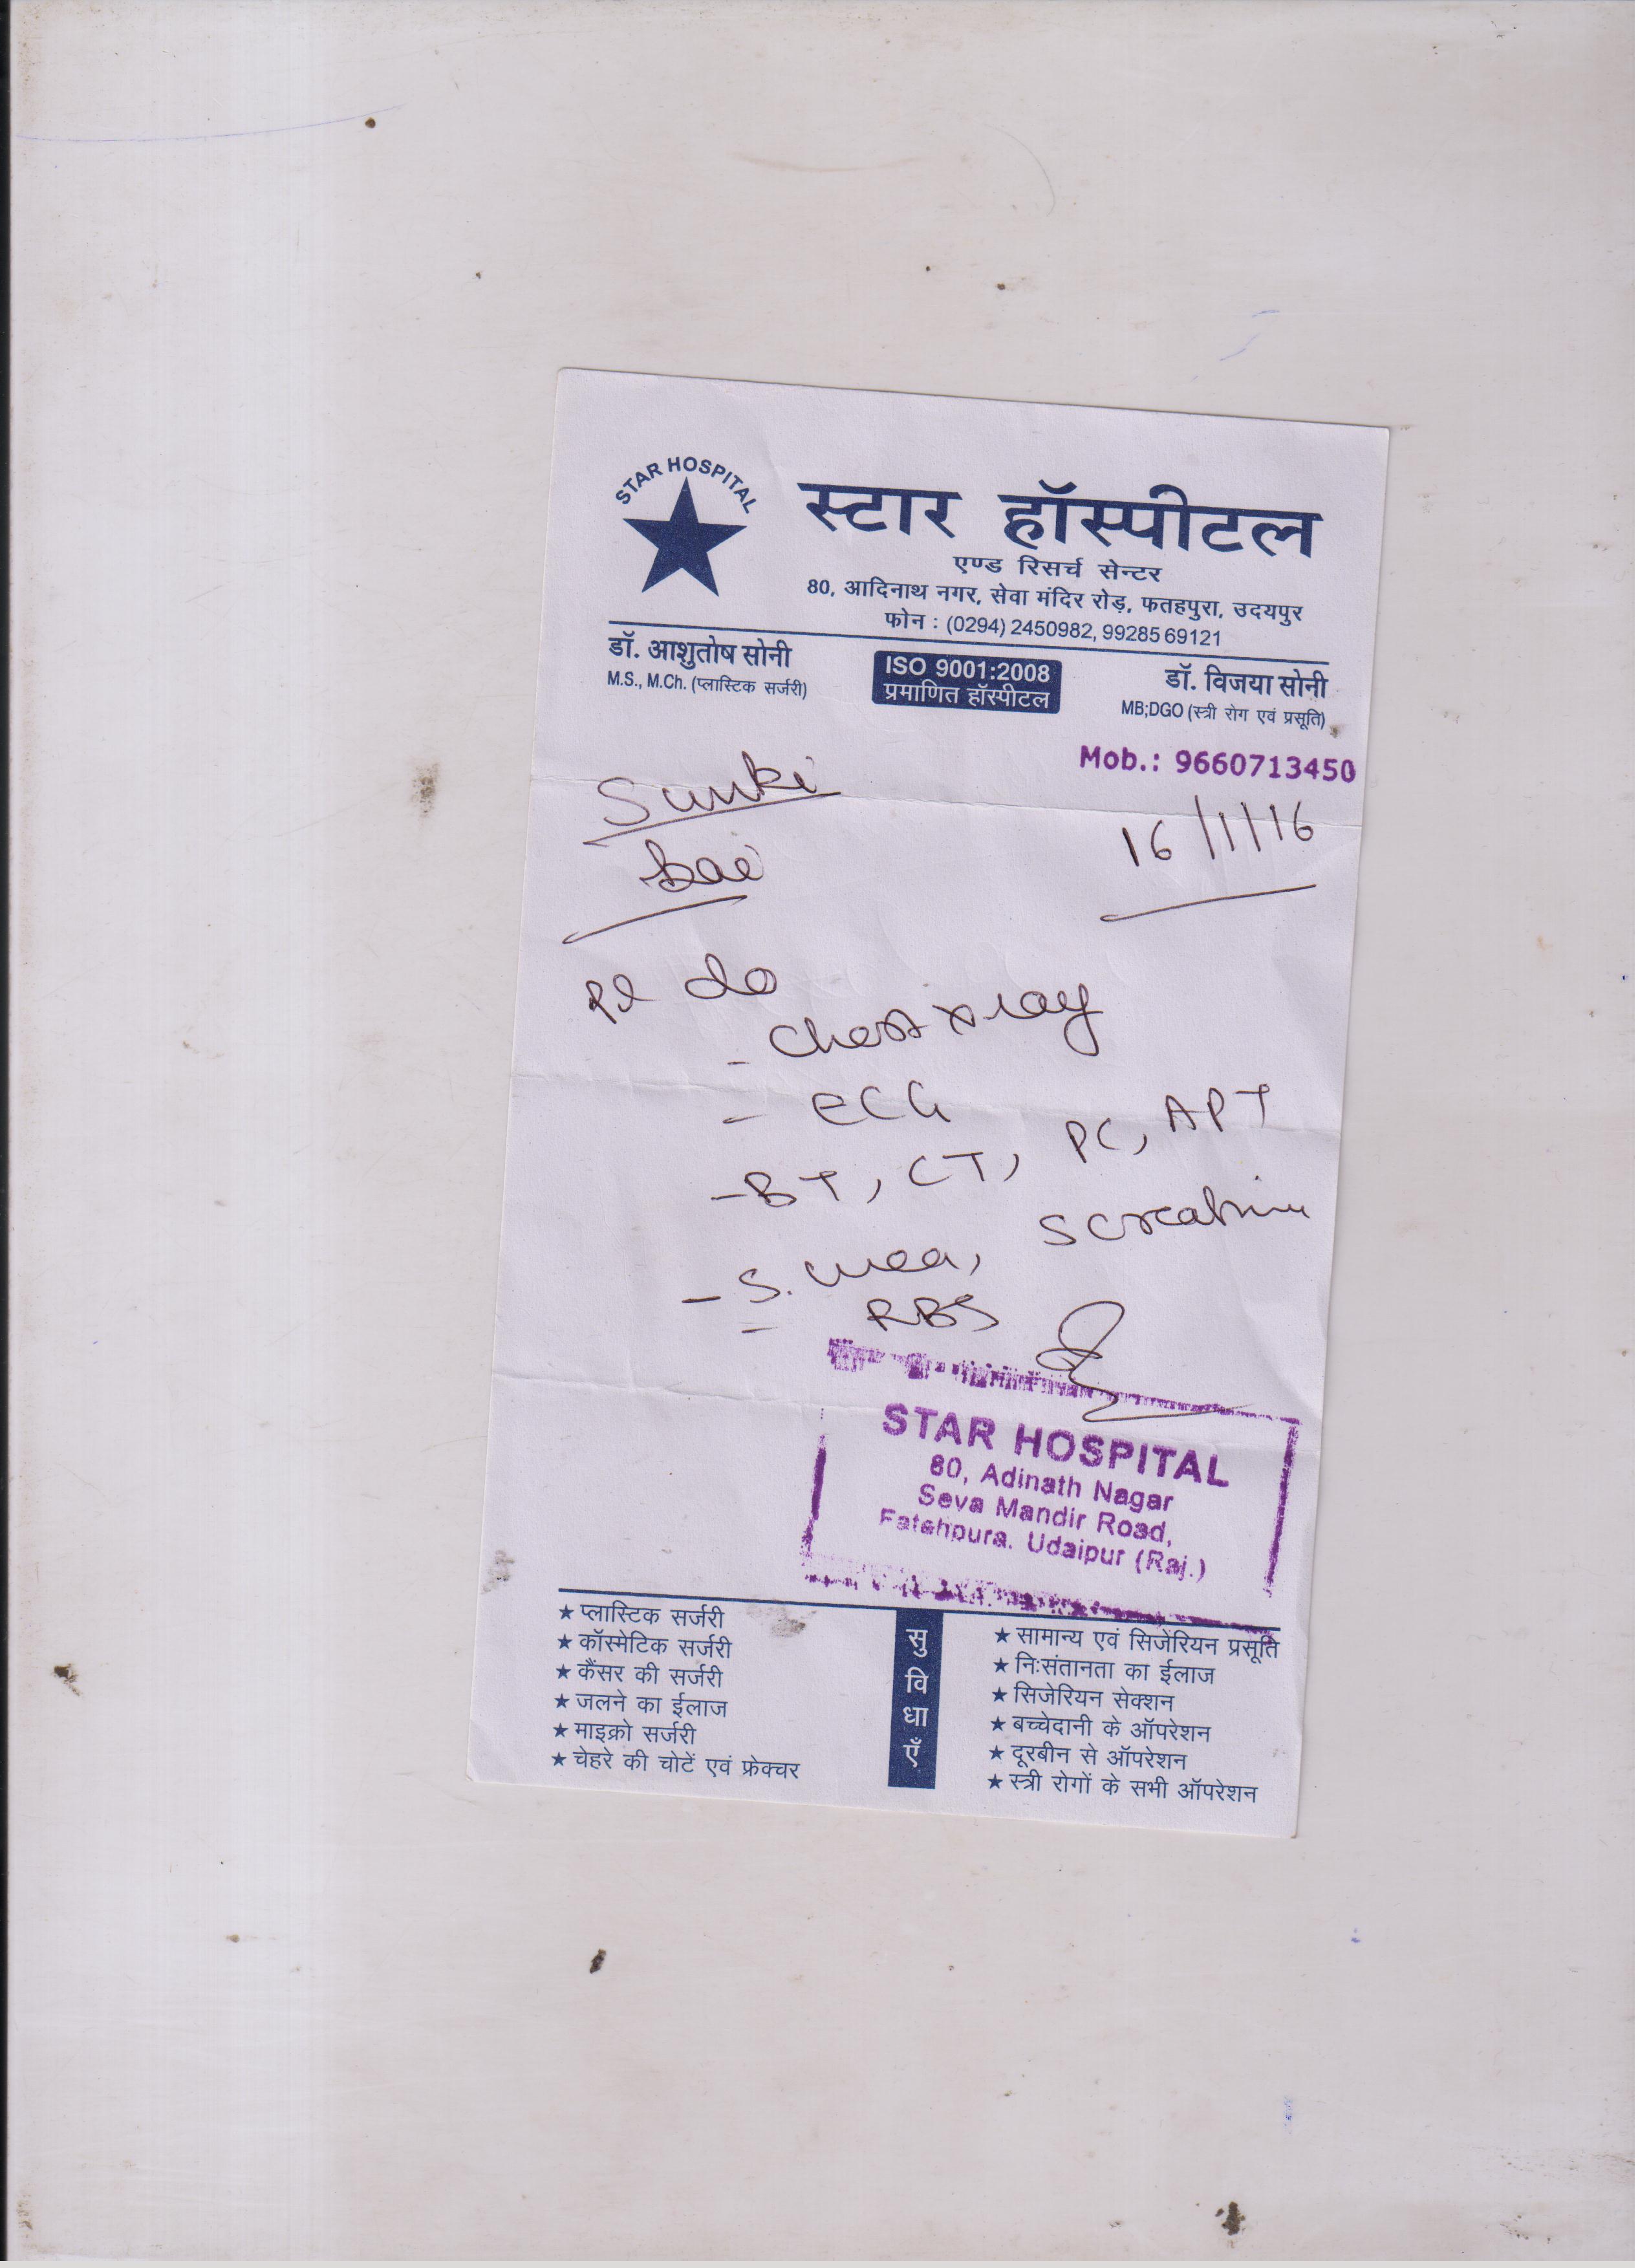 STAR HOSPITAL
स्टार हॉस्पीटल
एण्ड रिसर्च सेन्टर
80, आदिनाथ नगर, सेवा मंदिर रोड़, फतहपुरा, उदयपुर
फोन : (0294) 2450982, 99285 69121
डॉ. आशुतोष सोनी
M.S., M.Ch. (प्लास्टिक सर्जरी)
ISO 9001:2008
प्रमाणित हॉस्पीटल
डॉ. विजया सोनी
MB;DGO (स्त्री रोग एवं प्रसूति)
Mob.: 9660713450
Sunki
bai
16/1/16
Pl do
- Chest x ray
- ECG
- BT, CT, PC, APT
- S. urea, S creatinine
- RBS
STAR HOSPITAL
80, Adinath Nagar
Seva Mandir Road,
Fatehpura. Udaipur (Raj.)
★ प्लास्टिक सर्जरी
★ कॉस्मेटिक सर्जरी
★ कैंसर की सर्जरी
★ जलने का ईलाज
★ माइक्रो सर्जरी
★ चेहरे की चोटें एवं फ्रेक्चर
सुविधाएँ
★ सामान्य एवं सिजेरियन प्रसूति
★ निःसंतानता का ईलाज
★ सिजेरियन सेक्शन
★ बच्चेदानी के ऑपरेशन
★ दूरबीन से ऑपरेशन
★ स्त्री रोगों के सभी ऑपरेशन